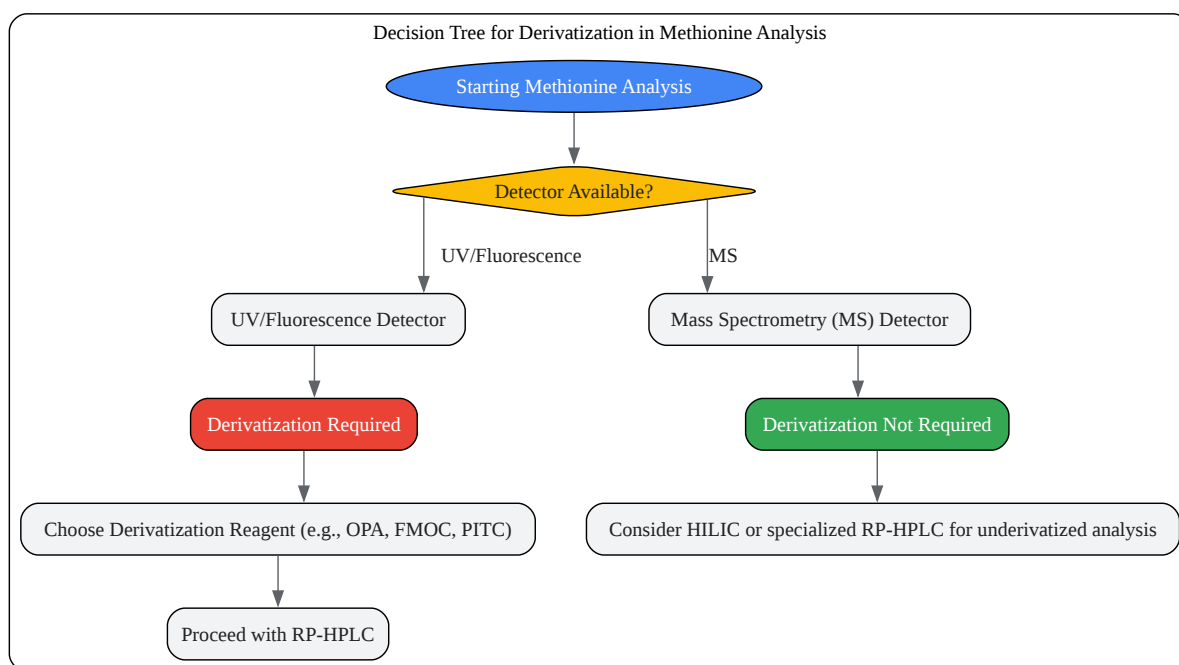 Decision Tree for Derivatization in Methionine Analysis
Starting Methionine Analysis
Detector Available?
UV/Fluorescence
MS
UV/Fluorescence Detector
Mass Spectrometry (MS) Detector
Derivatization Required
Derivatization Not Required
Choose Derivatization Reagent (e.g., OPA, FMOC, PITC)
Consider HILIC or specialized RP-HPLC for underivatized analysis
Proceed with RP-HPLC